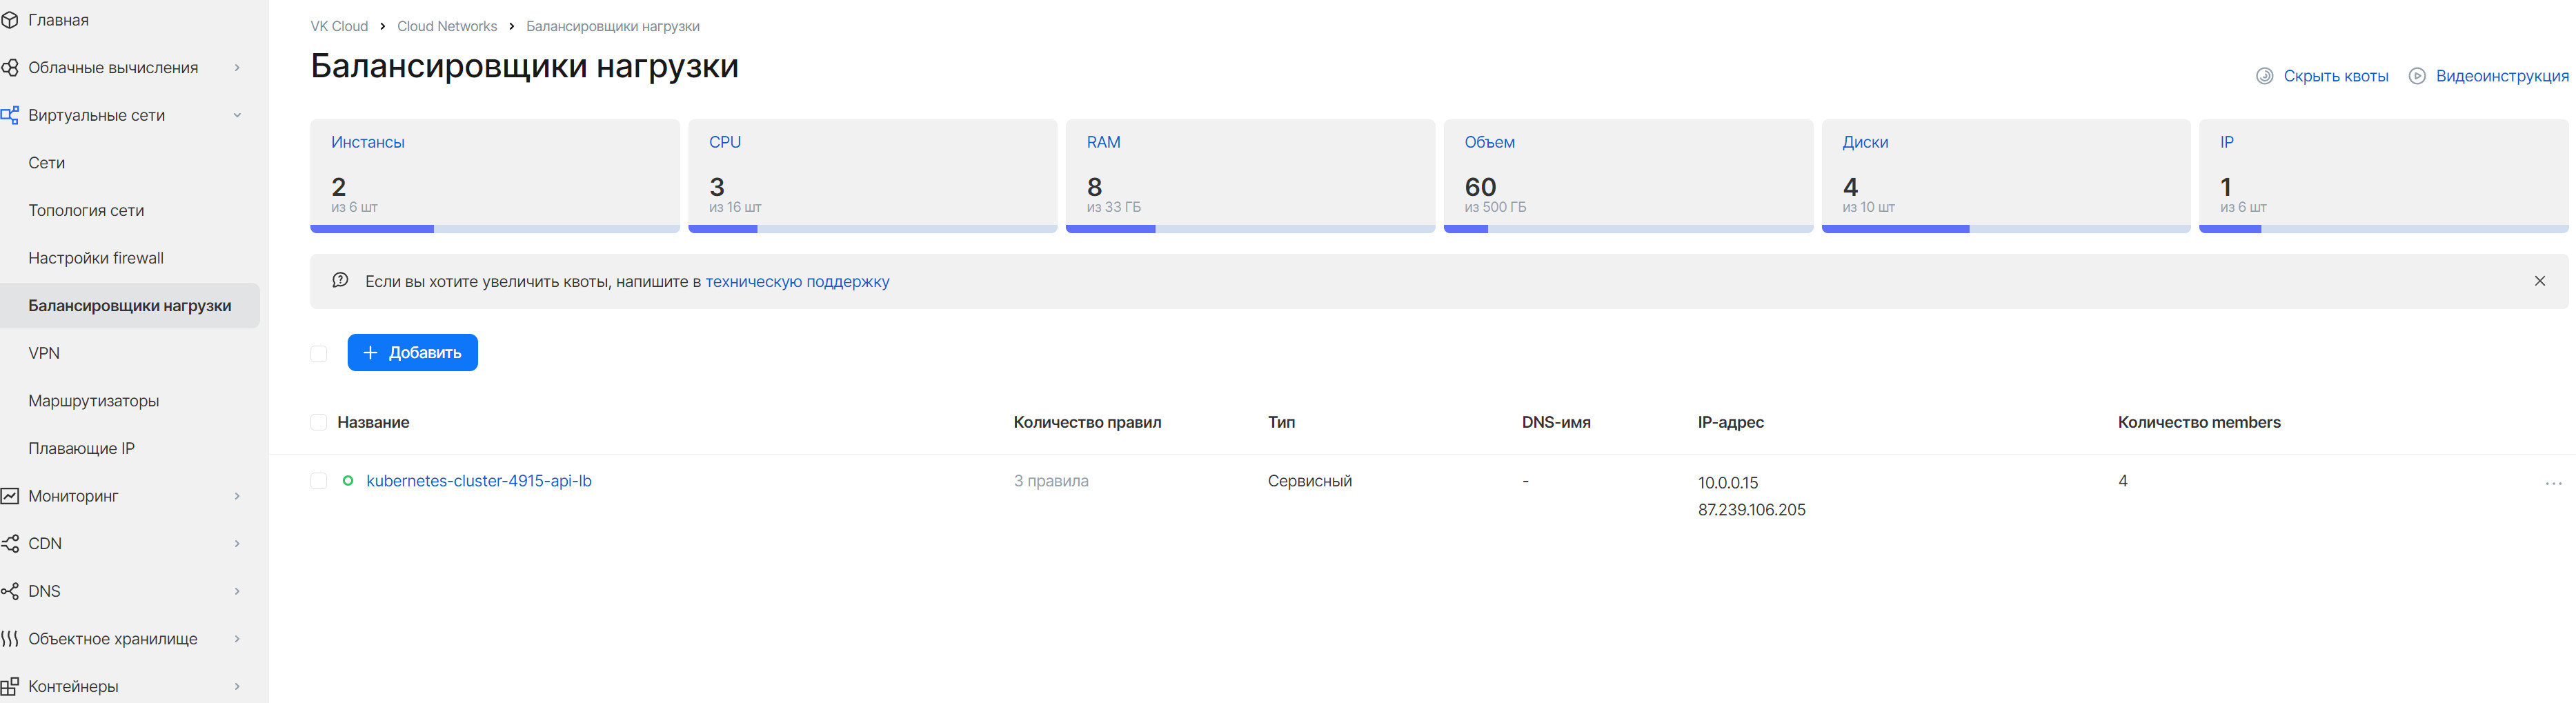 Главная
Облачные вычисления
Виртуальные сети
Сети
Топология сети
Настройки firewall
Балансировщики нагрузки
VPN
Маршрутизаторы
Плавающие IP
Мониторинг
CDN
DNS
Объектное хранилище
Контейнеры
VK Cloud > Cloud Networks > Балансировщики нагрузки
Балансировщики нагрузки
Скрыть квоты Видеоинструкция
Инстансы CPU RAM Объем Диски IP
2 3 8 60 4 1
из 6 шт из 16 шт из 33 ГБ из 500 ГБ из 10 шт из 6 шт
Если вы хотите увеличить квоты, напишите в техническую поддержку
+ Добавить
Название Количество правил Тип DNS-имя IP-адрес Количество members
kubernetes-cluster-4915-api-lb 3 правила Сервисный - 10.0.0.15 4
87.239.106.205